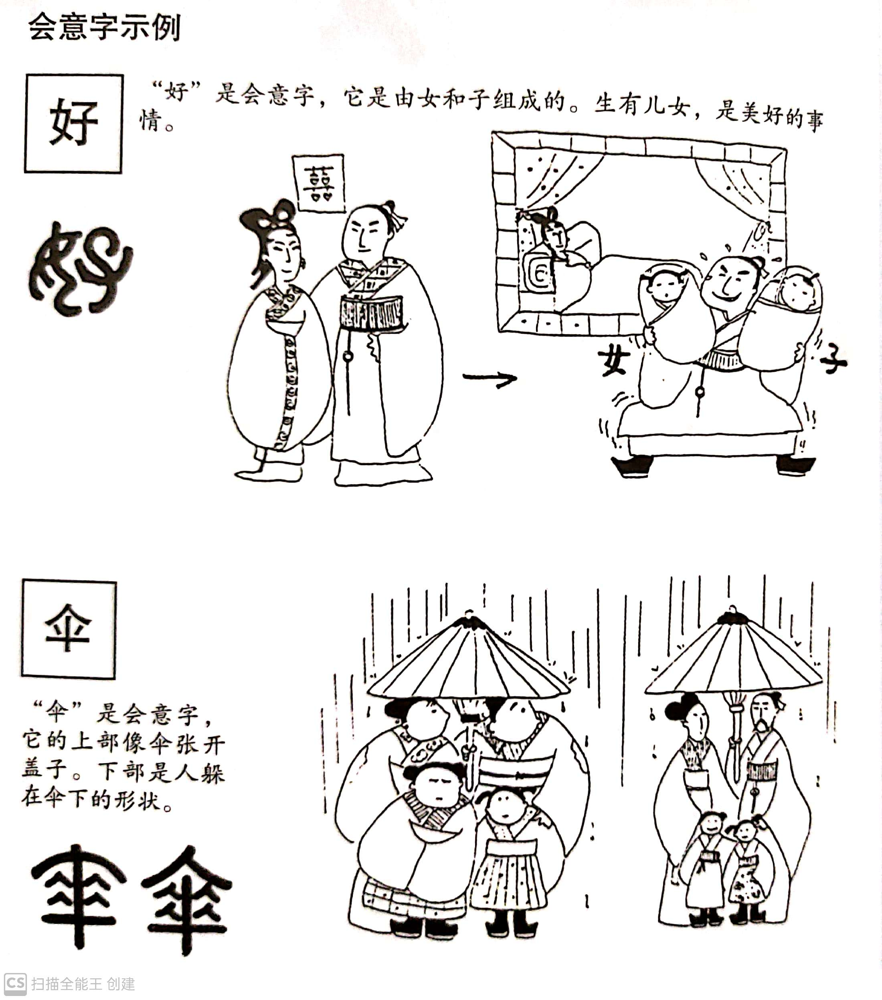 会意字示例
好
“好”是会意字，它是由女和子组成的。生有儿女，是美好的事
情。
囍
女
子
伞
“伞”是会意字，
它的上部像伞张开
盖子。下部是人躲
在伞下的形状。
傘 傘
CS 扫描全能王 创建